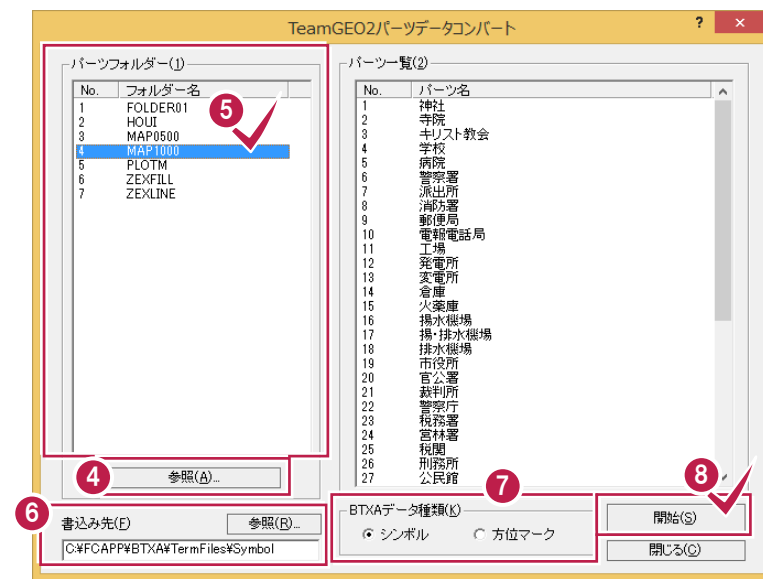 TeamGEO2パーツデータコンバート
? ×
パーツフォルダー(1)
No. フォルダー名
1 FOLDER01
2 HOUI
3 MAP0500
4 MAP1000
5 PLOTM
6 ZEXFILL
7 ZEXLINE
5
4
参照(A)...
6
書込み先(F)
参照(R)...
C:¥FCAPP¥BTXA¥TermFiles¥Symbol
パーツ一覧(2)
No. パーツ名
1 神社
2 寺院
3 キリスト教会
4 学校
5 病院
6 警察署
7 派出所
8 消防署
9 郵便局
10 電報電話局
11 工場
12 発電所
13 変電所
14 倉庫
15 火薬庫
16 揚水機場
17 揚・排水機場
18 排水機場
19 市役所
20 官公署
21 裁判所
22 警察庁
23 税務署
24 営林署
25 税関
26 刑務所
27 公民館
7
BTXAデータ種類(K)
シンボル 方位マーク
8
開始(S)
閉じる(C)